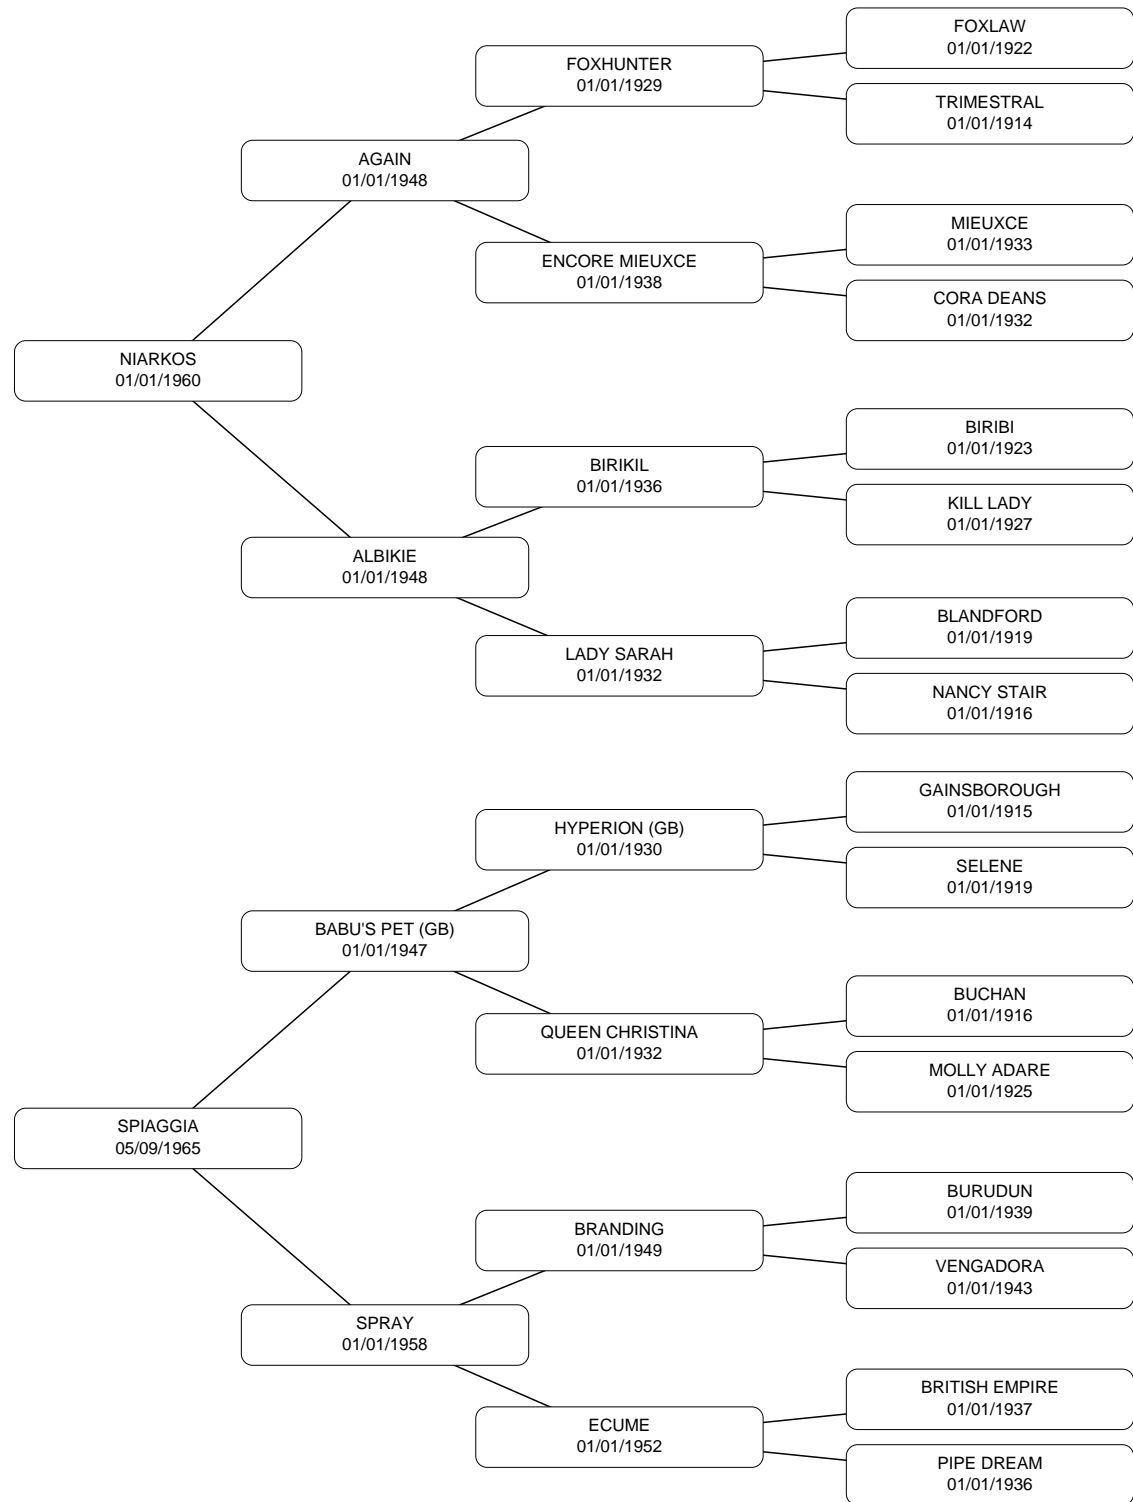 FOXLAW
01/01/1922
FOXHUNTER
01/01/1929
TRIMESTRAL
01/01/1914
AGAIN
01/01/1948
MIEUXCE
01/01/1933
ENCORE MIEUXCE
01/01/1938
CORA DEANS
01/01/1932
NIARKOS
01/01/1960
BIRIBI
01/01/1923
BIRIKIL
01/01/1936
KILL LADY
01/01/1927
ALBIKIE
01/01/1948
BLANDFORD
01/01/1919
LADY SARAH
01/01/1932
NANCY STAIR
01/01/1916
GAINSBOROUGH
01/01/1915
HYPERION (GB)
01/01/1930
SELENE
01/01/1919
BABU'S PET (GB)
01/01/1947
BUCHAN
01/01/1916
QUEEN CHRISTINA
01/01/1932
MOLLY ADARE
01/01/1925
SPIAGGIA
05/09/1965
BURUDUN
01/01/1939
BRANDING
01/01/1949
VENGADORA
01/01/1943
SPRAY
01/01/1958
BRITISH EMPIRE
01/01/1937
ECUME
01/01/1952
PIPE DREAM
01/01/1936